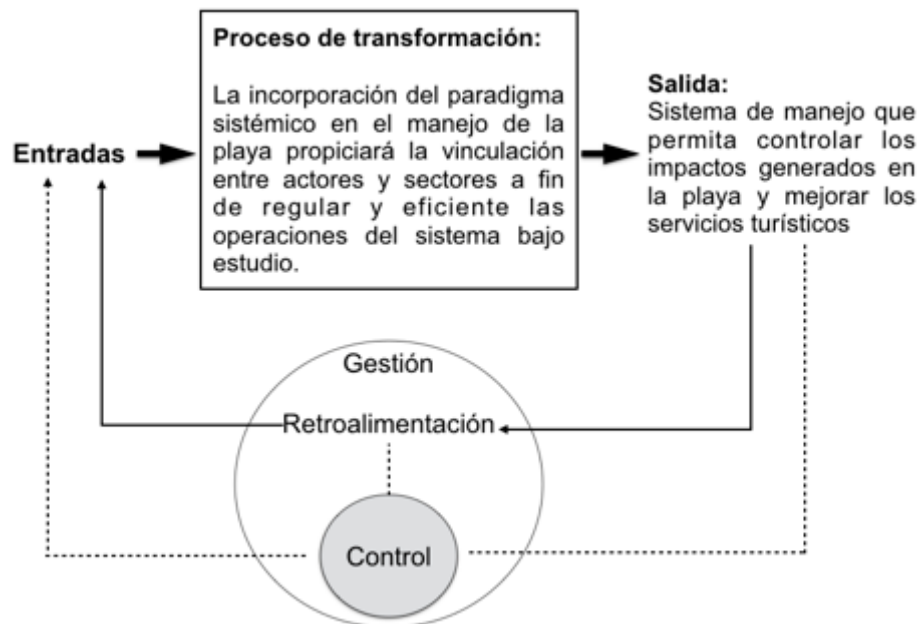 Proceso de transformación:
La incorporación del paradigma
sistémico en el manejo de la
playa propiciará la vinculación
entre actores y sectores a fin
de regular y eficiente las
operaciones del sistema bajo
estudio.
Entradas
Salida:
Sistema de manejo que
permita controlar los
impactos generados en
la playa y mejorar los
servicios turísticos
Gestión
Retroalimentación
Control